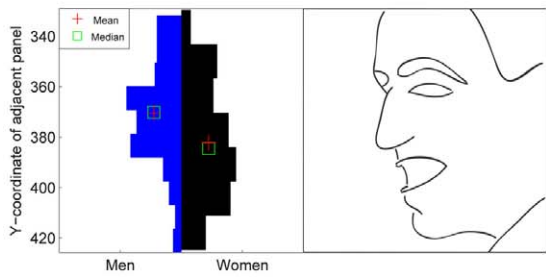 Y-coordinate of adjacent panel
340
360
380
400
420
Mean
Median
Men
Women